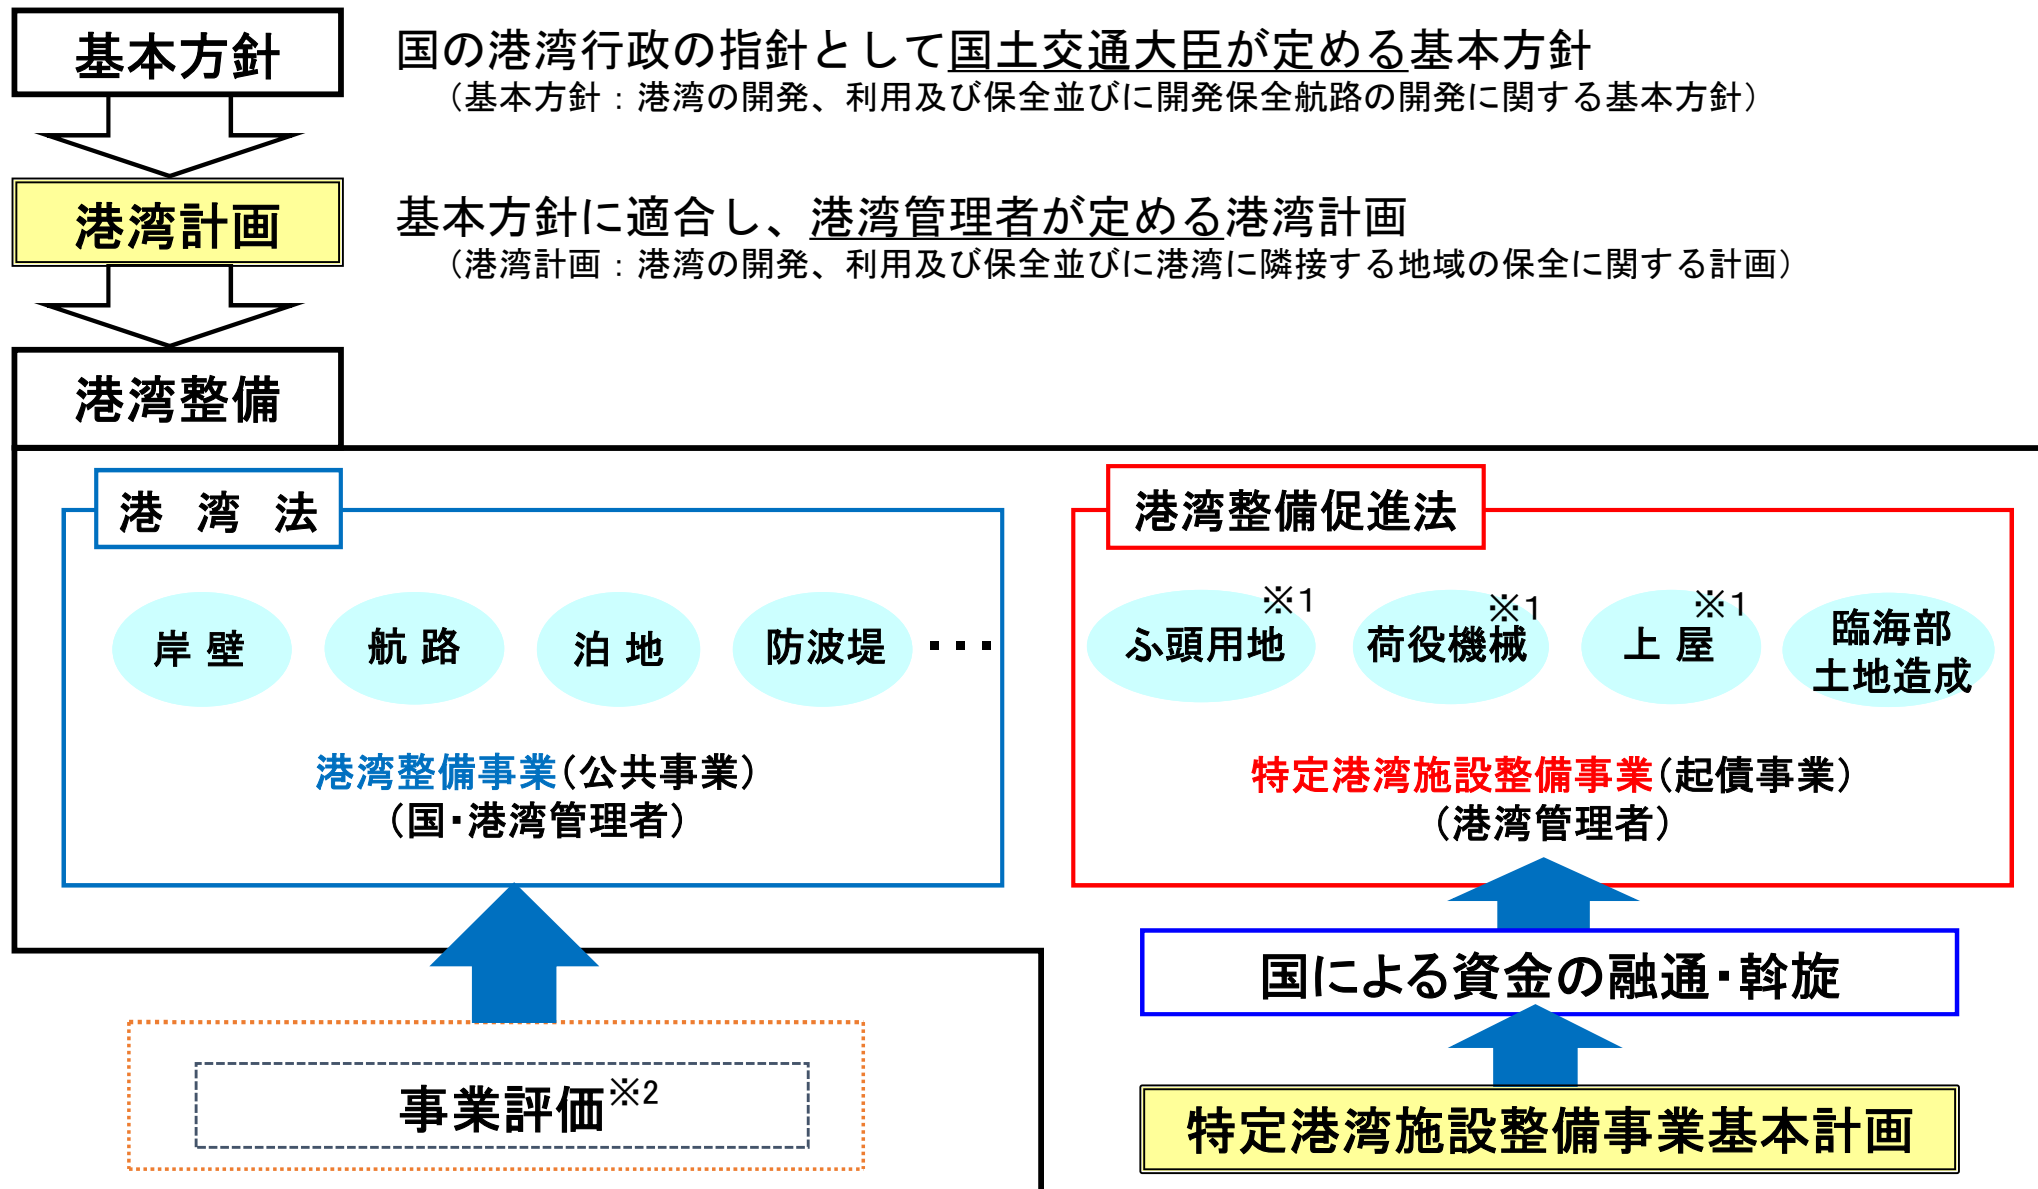 基本方針
国の港湾行政の指針として国土交通大臣が定める基本方針
（基本方針：港湾の開発、利用及び保全並びに開発保全航路の開発に関する基本方針）
港湾計画
基本方針に適合し、港湾管理者が定める港湾計画
（港湾計画：港湾の開発、利用及び保全並びに港湾に隣接する地域の保全に関する計画）
港湾整備
港　湾　法
岸 壁
航 路
泊 地
防波堤
・・・
港湾整備事業（公共事業）
（国・港湾管理者）
港湾整備促進法
ふ頭用地※1
荷役機械※1
上 屋※1
臨海部
土地造成
特定港湾施設整備事業（起債事業）
（港湾管理者）
国による資金の融通・斡旋
事業評価※2
特定港湾施設整備事業基本計画